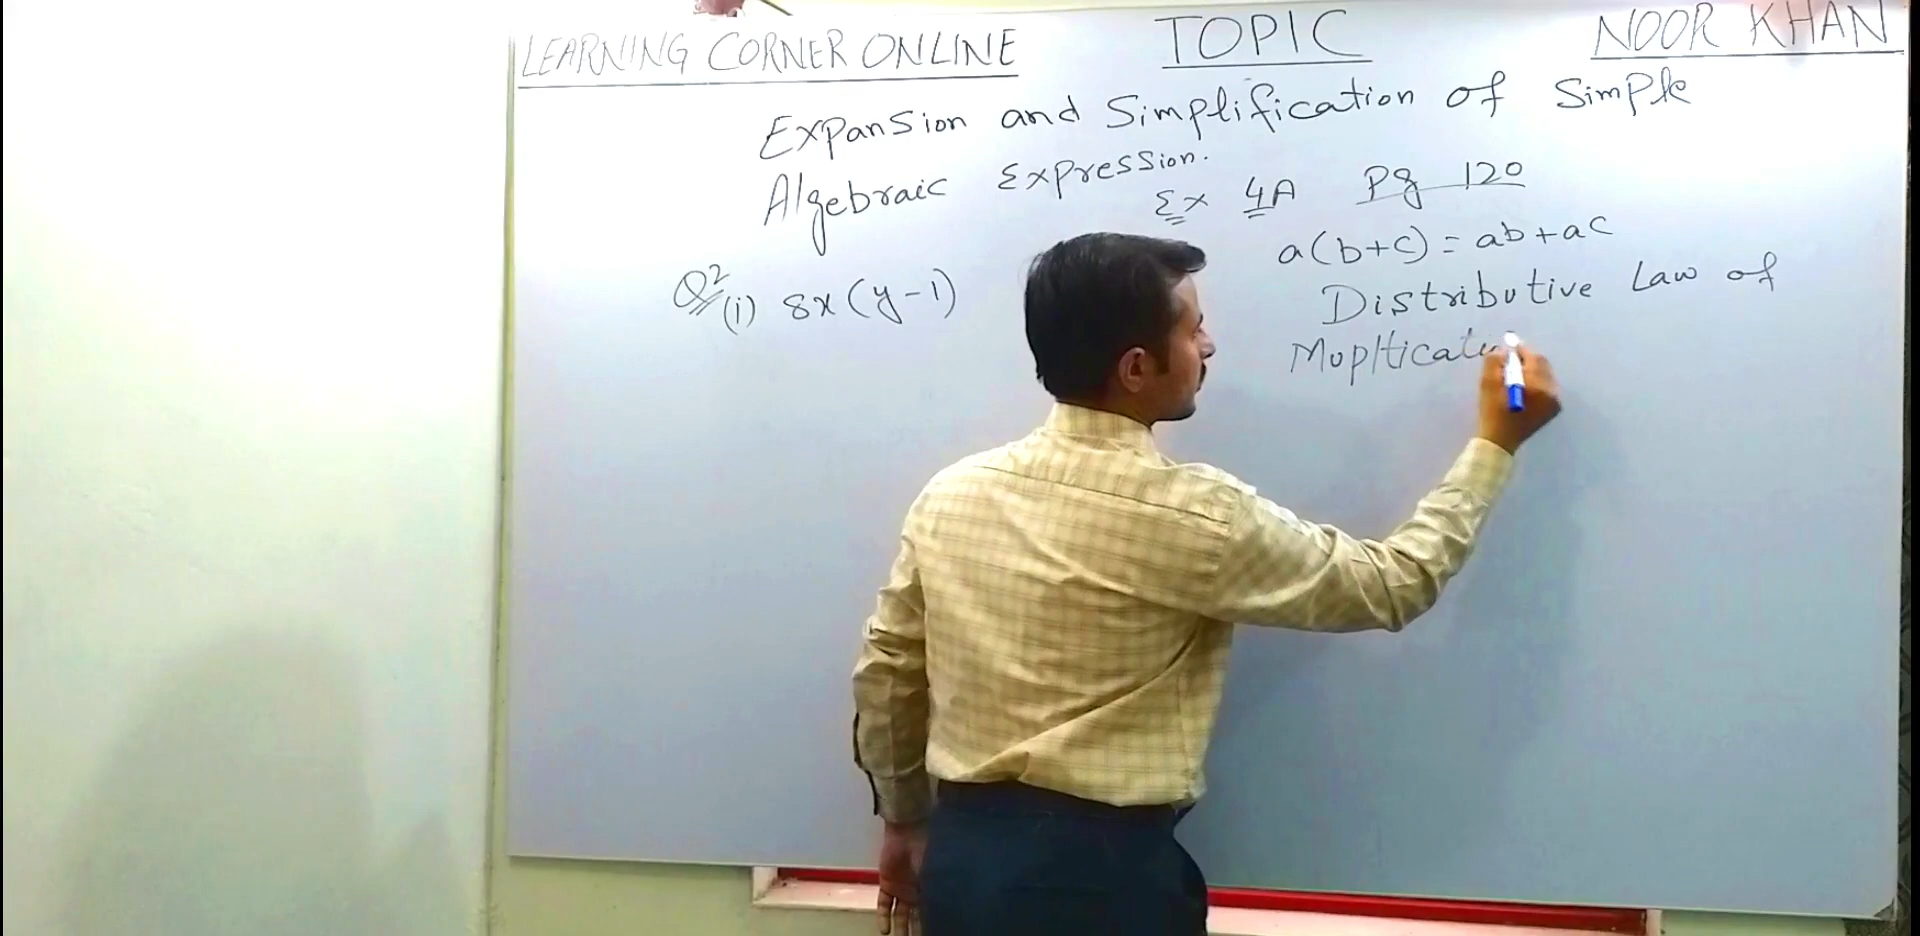 LEARNING CORNER ONLINE TOPIC NOOR KHAN
Expansion and Simplification of Simple
Algebraic Expression.
Ex 4A Pg 120
a(b+c) = ab+ac
Q2 (i) 8x(y-1)
Distributive Law of